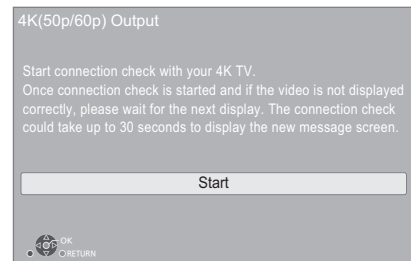 4K(50p/60p) Output
Start connection check with your 4K TV.
Once connection check is started and if the video is not displayed
correctly, please wait for the next display. The connection check
could take up to 30 seconds to display the new message screen.
Start
OK
RETURN